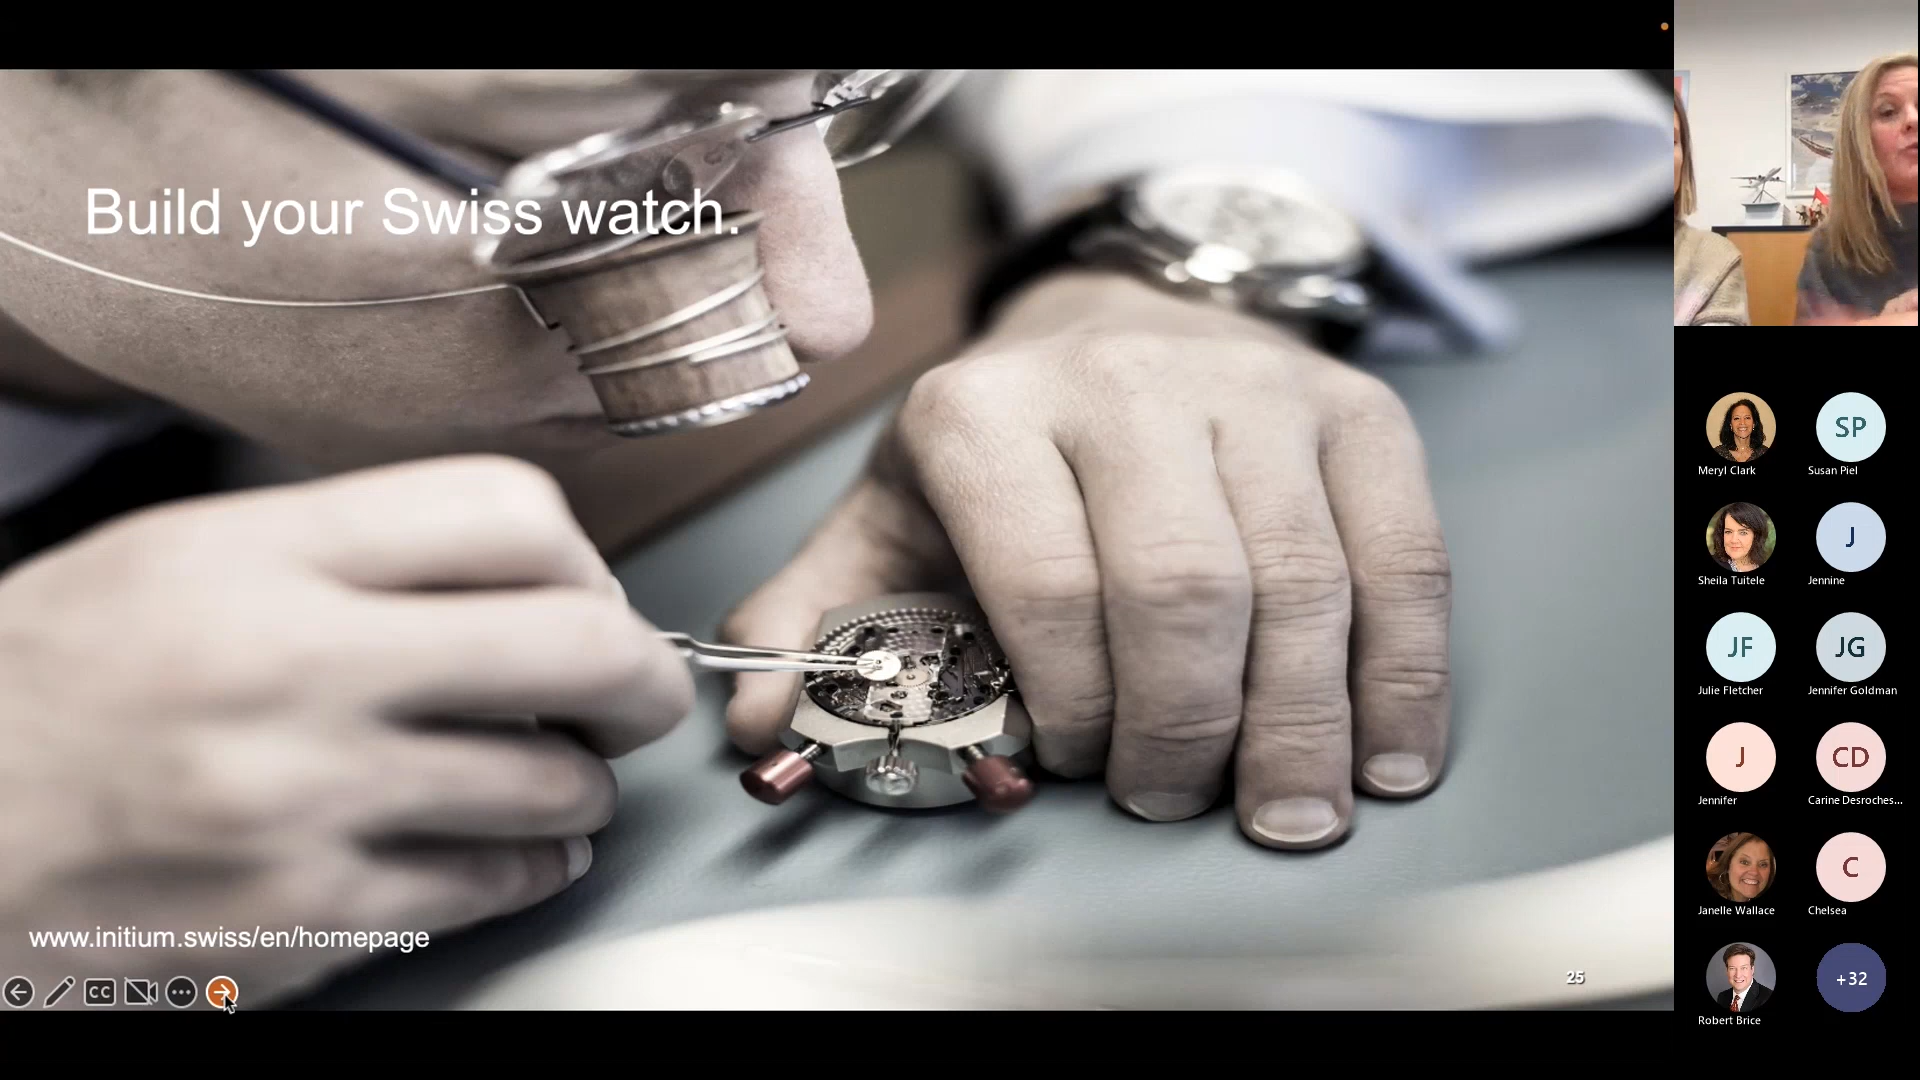 Build your Swiss watch.
www.initium.swiss/en/homepage
CC
25
Meryl Clark
SP
Susan Piel
Sheila Tuitele
J
Jennine
JF
Julie Fletcher
JG
Jennifer Goldman
J
Jennifer
CD
Carine Desroches...
Janelle Wallace
C
Chelsea
Robert Brice
+32